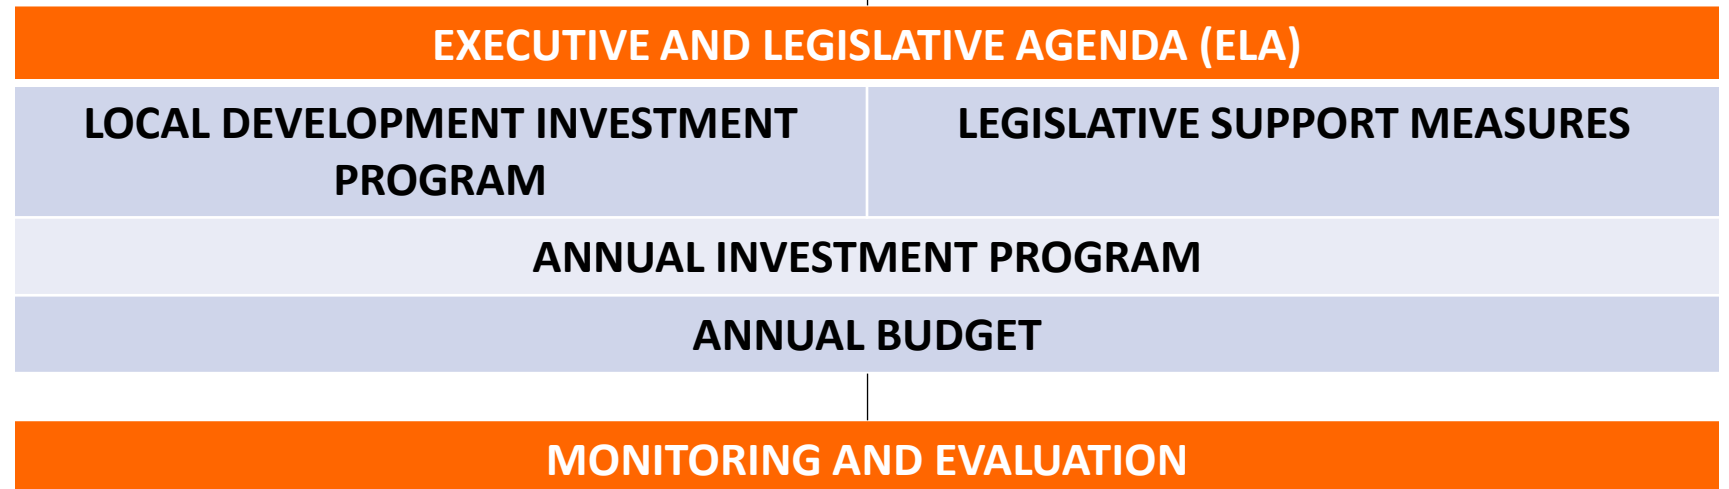 EXECUTIVE AND LEGISLATIVE AGENDA (ELA)
LOCAL DEVELOPMENT INVESTMENT
PROGRAM
LEGISLATIVE SUPPORT MEASURES
ANNUAL INVESTMENT PROGRAM
ANNUAL BUDGET
MONITORING AND EVALUATION